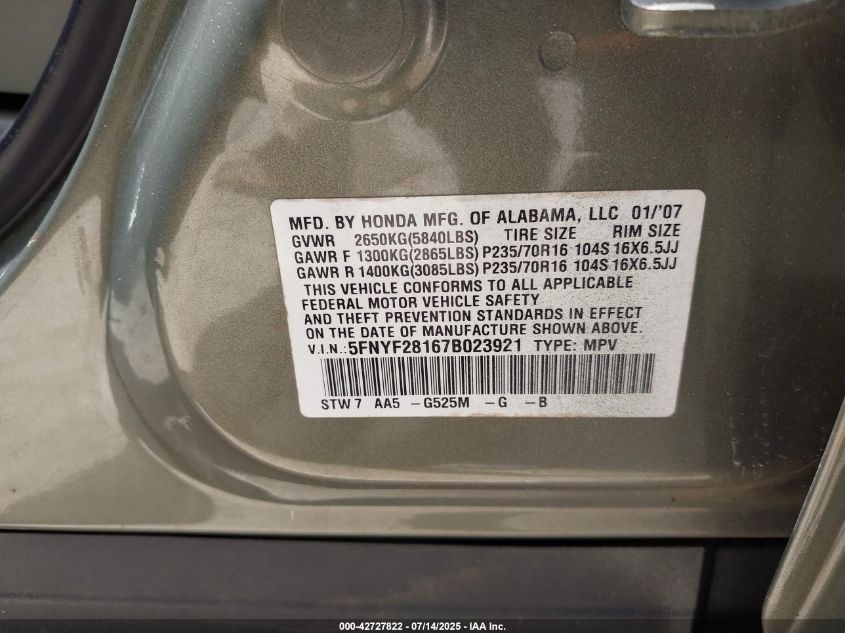 MFD. BY HONDA MFG. OF ALABAMA, LLC 01/'07
GVWR 2650KG(5840LBS) TIRE SIZE RIM SIZE
GAWR F 1300KG(2865LBS) P235/70R16 104S 16X6.5JJ
GAWR R 1400KG(3085LBS) P235/70R16 104S 16X6.5JJ
THIS VEHICLE CONFORMS TO ALL APPLICABLE
FEDERAL MOTOR VEHICLE SAFETY
AND THEFT PREVENTION STANDARDS IN EFFECT
ON THE DATE OF MANUFACTURE SHOWN ABOVE.
V.I.N.: 5FNYF28167B023921 TYPE: MPV
STW 7 AA5 -G525M -G -B
000-42727822 - 07/14/2025 - IAA Inc.